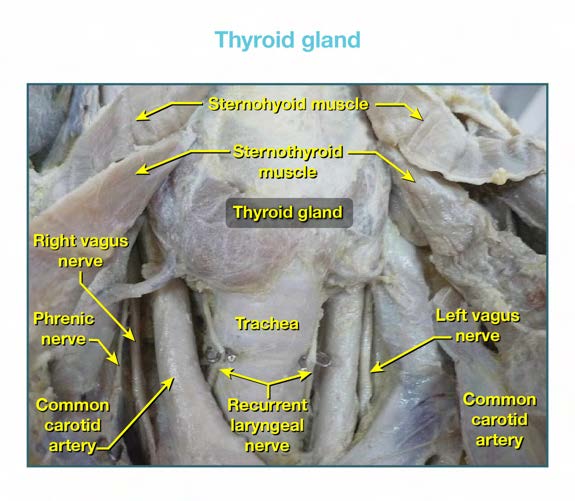 Thyroid gland
Sternohyoid muscle
Sternothyroid
muscle
Thyroid gland
Right vagus
nerve
Phrenic
nerve
Trachea
Left vagus
nerve
Common
carotid
artery
Recurrent
laryngeal
nerve
Common
carotid
artery